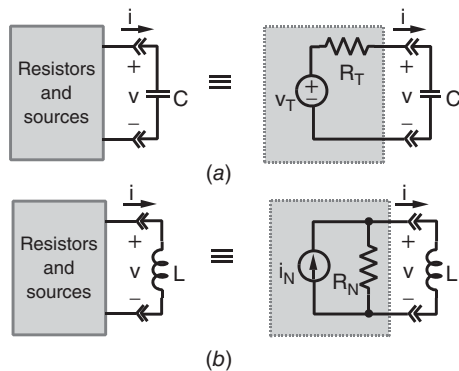 i i
Resistors
and
sources
+
v
−
C
≡
v_T
+
−
R_T
+
v
−
C
(a)
i i
Resistors
and
sources
+
v
−
L
≡
i_N
R_N
+
v
−
L
(b)